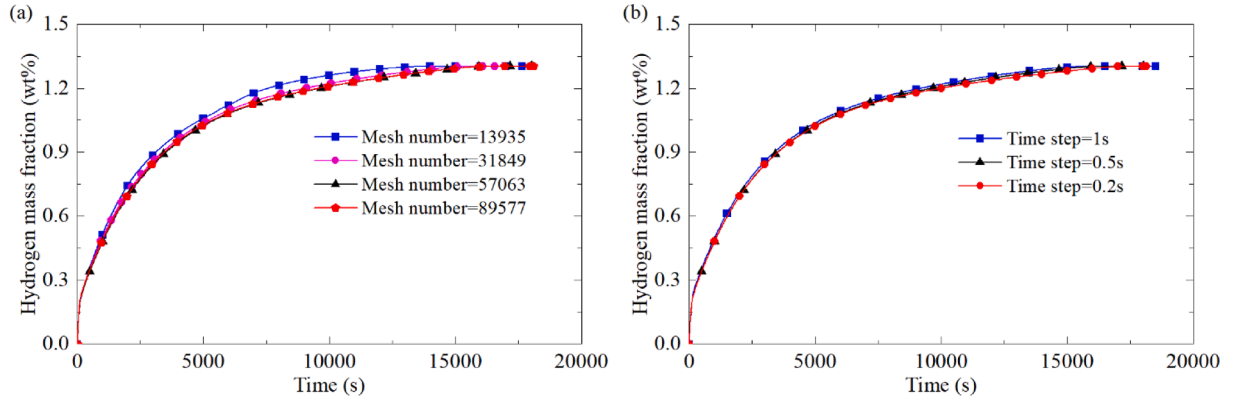 (a)
Hydrogen mass fraction (wt%)
1.5
1.2
0.9
0.6
0.3
0.0
Mesh number=13935
Mesh number=31849
Mesh number=57063
Mesh number=89577
0 5000 10000 15000 20000
Time (s)
(b)
Hydrogen mass fraction (wt%)
1.5
1.2
0.9
0.6
0.3
0.0
Time step=1s
Time step=0.5s
Time step=0.2s
0 5000 10000 15000 20000
Time (s)